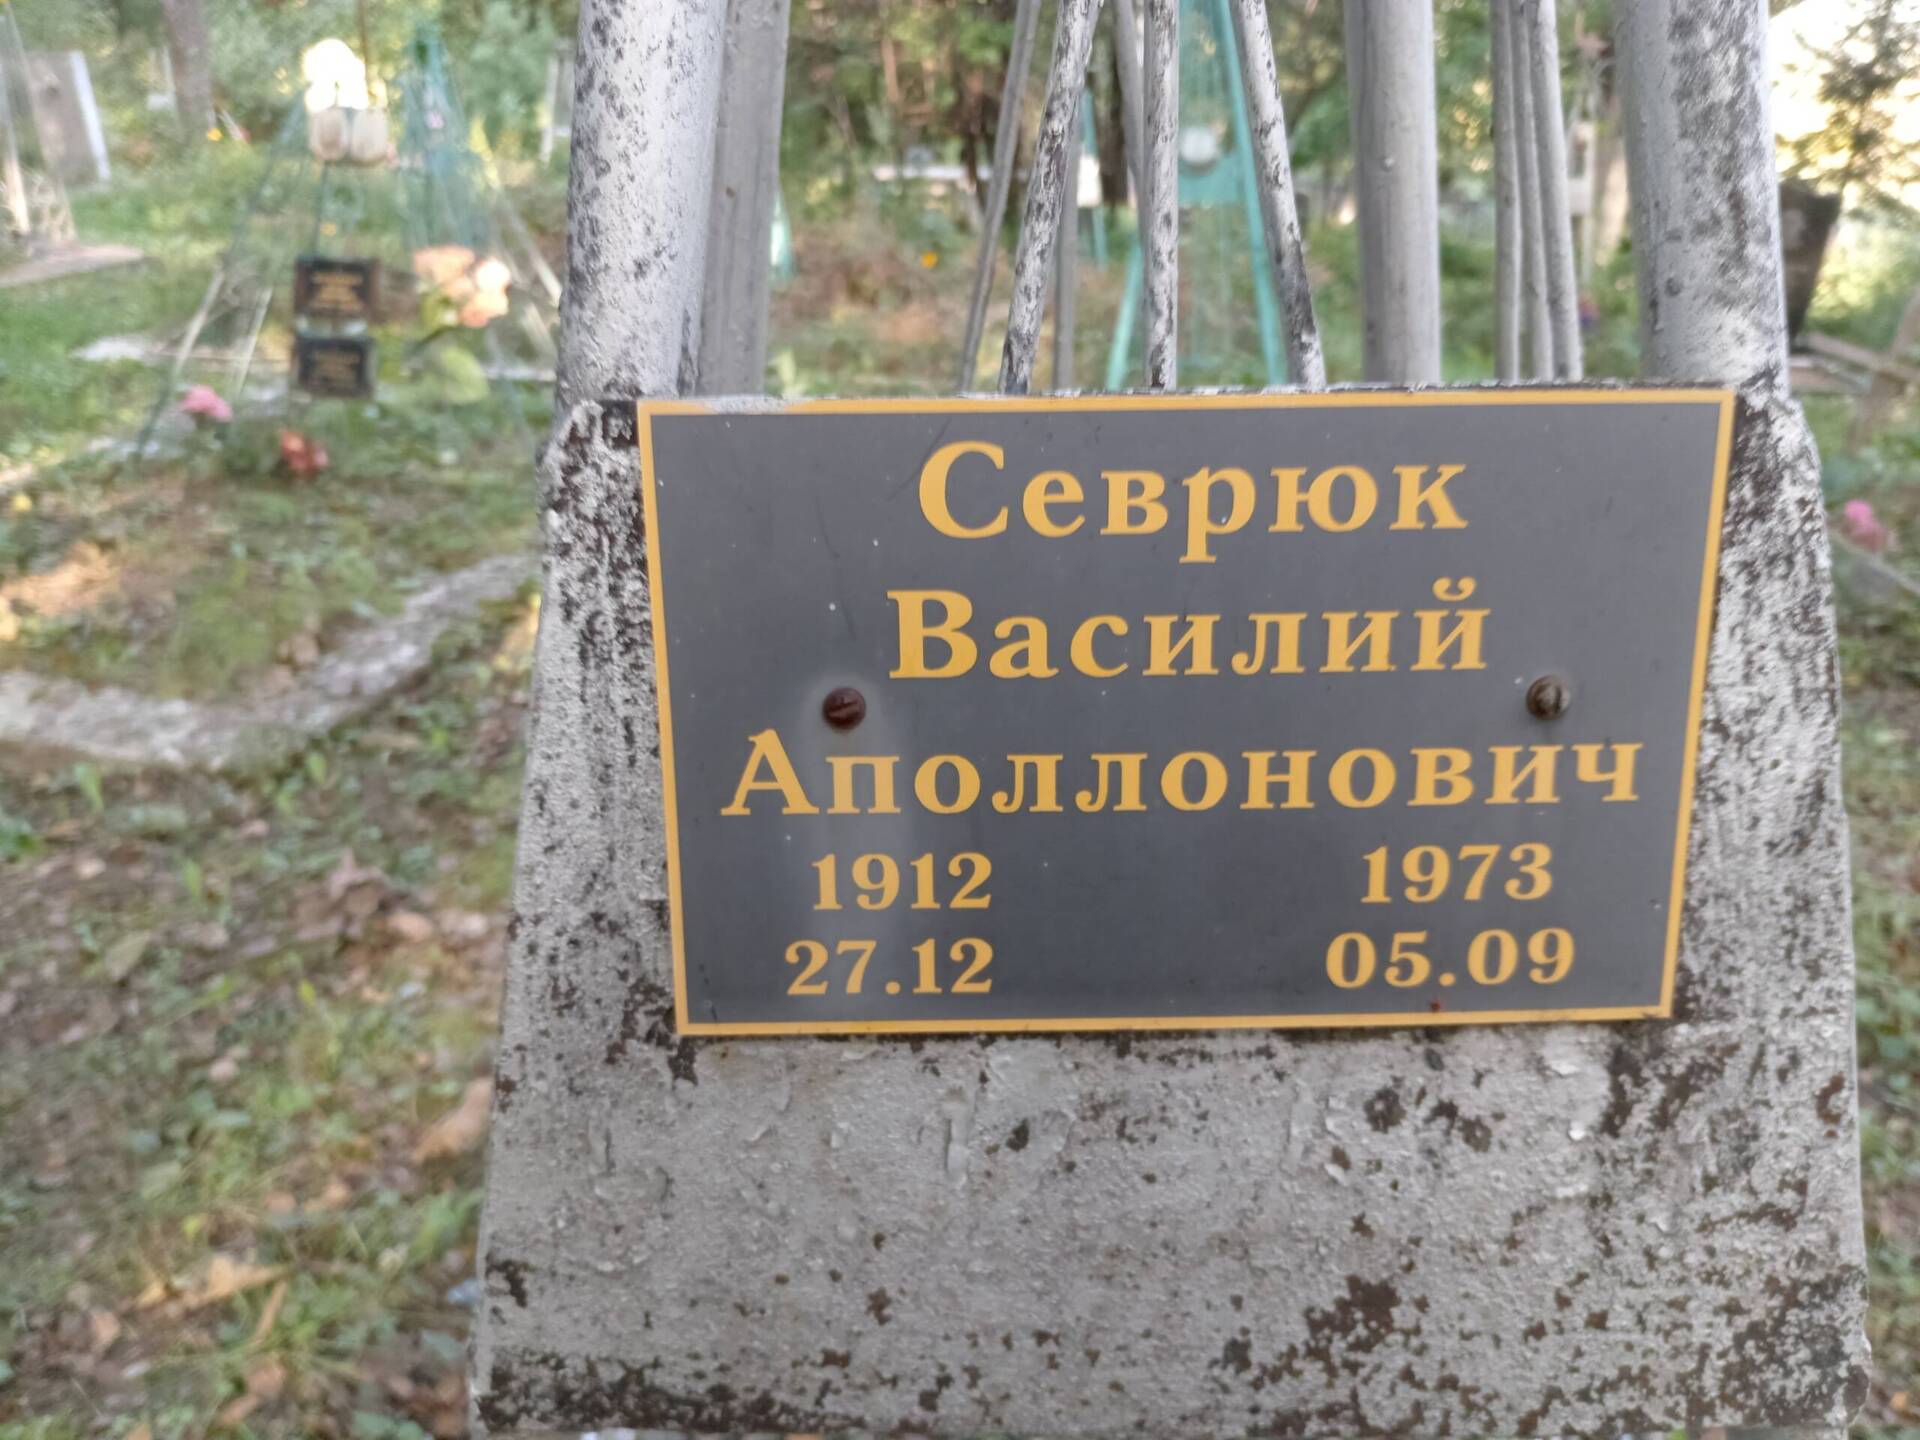 Севрюк
Василий
Аполлонович
1912 1973
27.12 05.09